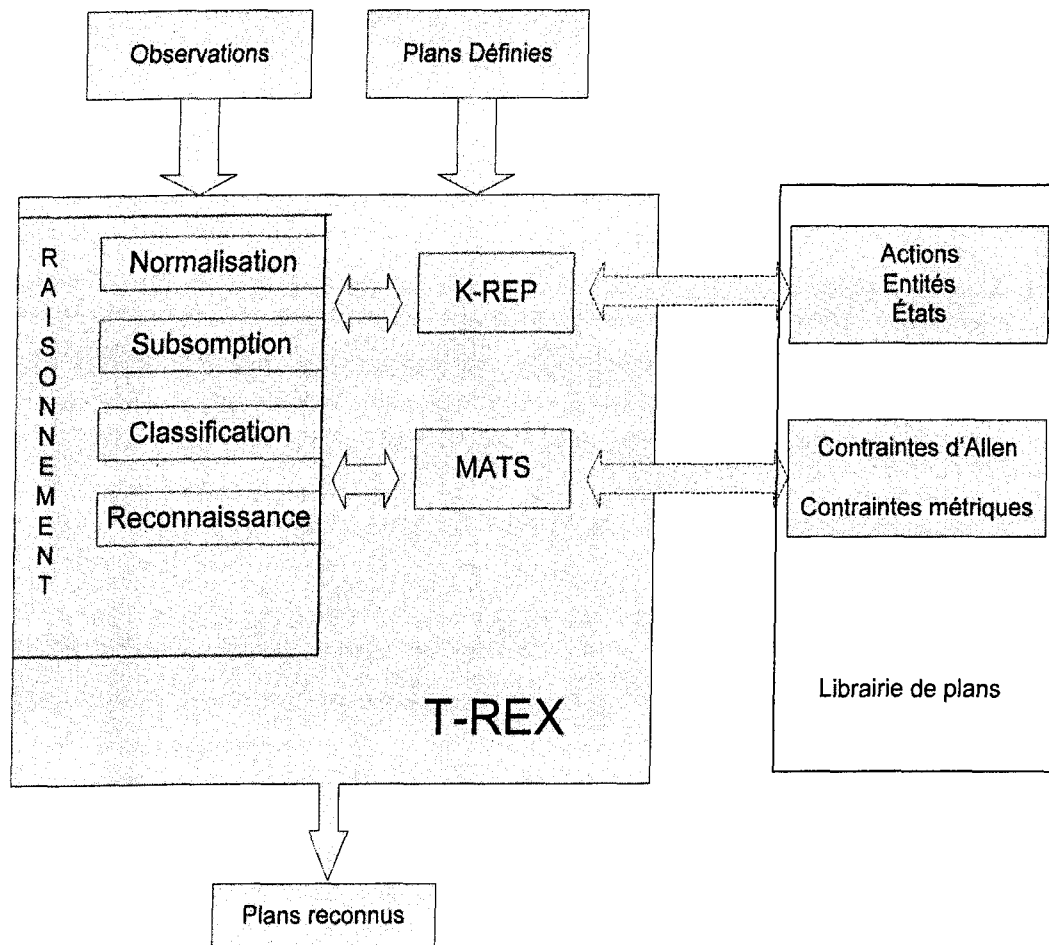 Observations
Plans Définies
RAISONNEMENT
Normalisation
Subsomption
Classification
Reconnaissance
K-REP
MATS
Actions
Entités
États
Contraintes d'Allen
Contraintes métriques
Librairie de plans
T-REX
Plans reconnus